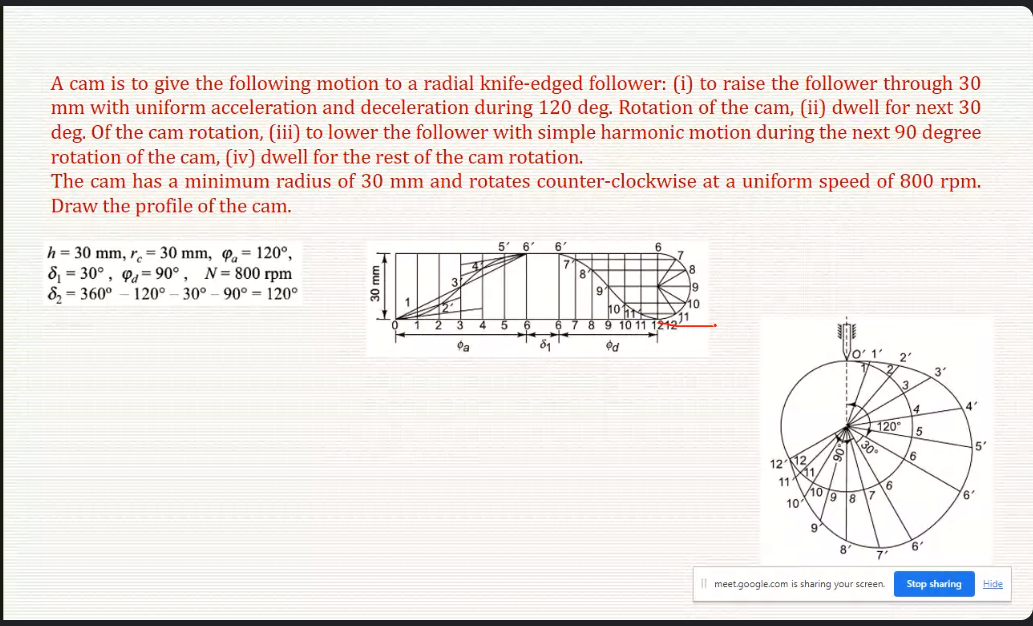 A cam is to give the following motion to a radial knife-edged follower: (i) to raise the follower through 30
mm with uniform acceleration and deceleration during 120 deg. Rotation of the cam, (ii) dwell for next 30
deg. Of the cam rotation, (iii) to lower the follower with simple harmonic motion during the next 90 degree
rotation of the cam, (iv) dwell for the rest of the cam rotation.
The cam has a minimum radius of 30 mm and rotates counter-clockwise at a uniform speed of 800 rpm.
Draw the profile of the cam.
h = 30 mm, r_c = 30 mm, φ_a = 120°,
δ_1 = 30°, φ_d = 90°, N = 800 rpm
δ_2 = 360° – 120° – 30° – 90° = 120°
5′ 6′ 6′ 6
7′ 7
4′ 8′ 8
3′ 9′ 9
30 mm
1 2′ 10′ 11′ 10
11
0 1 2 3 4 5 6 6 7 8 9 10 11 12 12′
φa δ1 φd
0′ 1′ 2′
1 2 3′
3
4 4′
120° 5
5′
90° 30° 6
12′ 12
11′ 11
10′ 10 9 8 7 6 6′
9′
8′ 7′ 6′
meet.google.com is sharing your screen.
Stop sharing
Hide